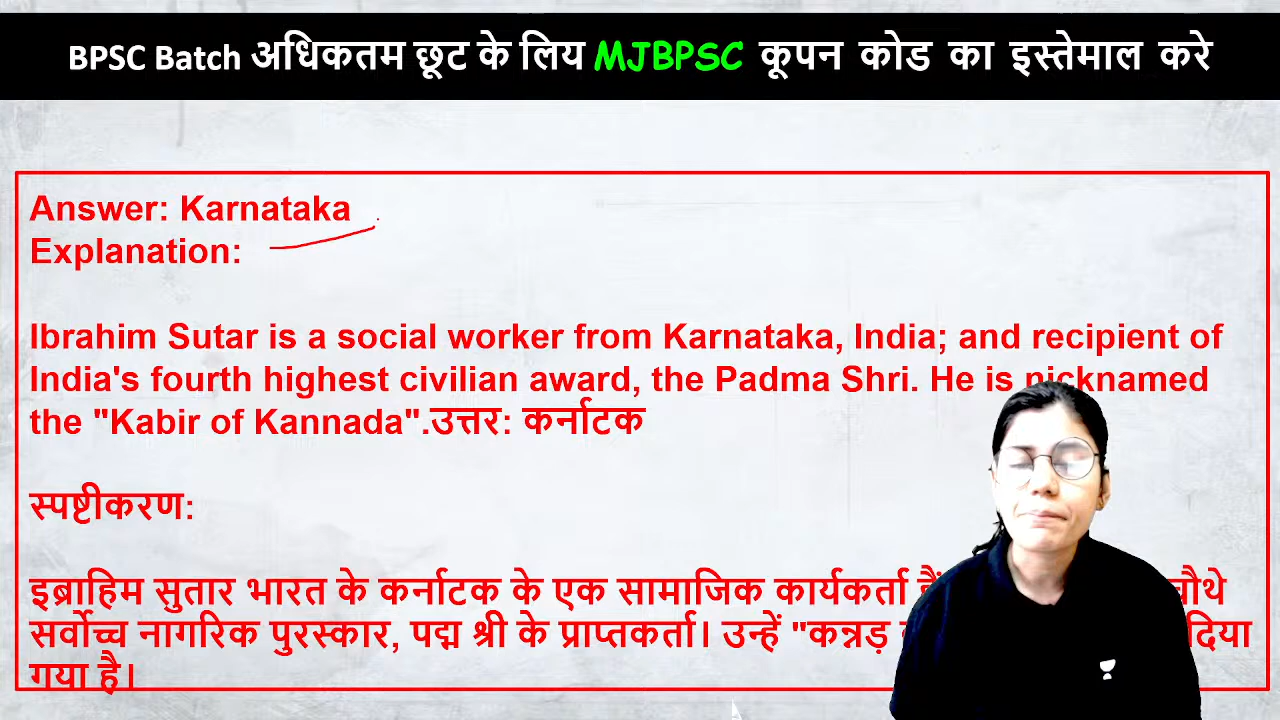 BPSC Batch अधिकतम छूट के लिय MJBPSC कूपन कोड का इस्तेमाल करे
Answer: Karnataka
Explanation:
Ibrahim Sutar is a social worker from Karnataka, India; and recipient of
India's fourth highest civilian award, the Padma Shri. He is nicknamed
the "Kabir of Kannada".उत्तर: कर्नाटक
स्पष्टीकरण:
इब्राहिम सुतार भारत के कर्नाटक के एक सामाजिक कार्यकर्ता चौथे
सर्वोच्च नागरिक पुरस्कार, पद्म श्री के प्राप्तकर्ता। उन्हें "कन्नड़ दिया
गया है।